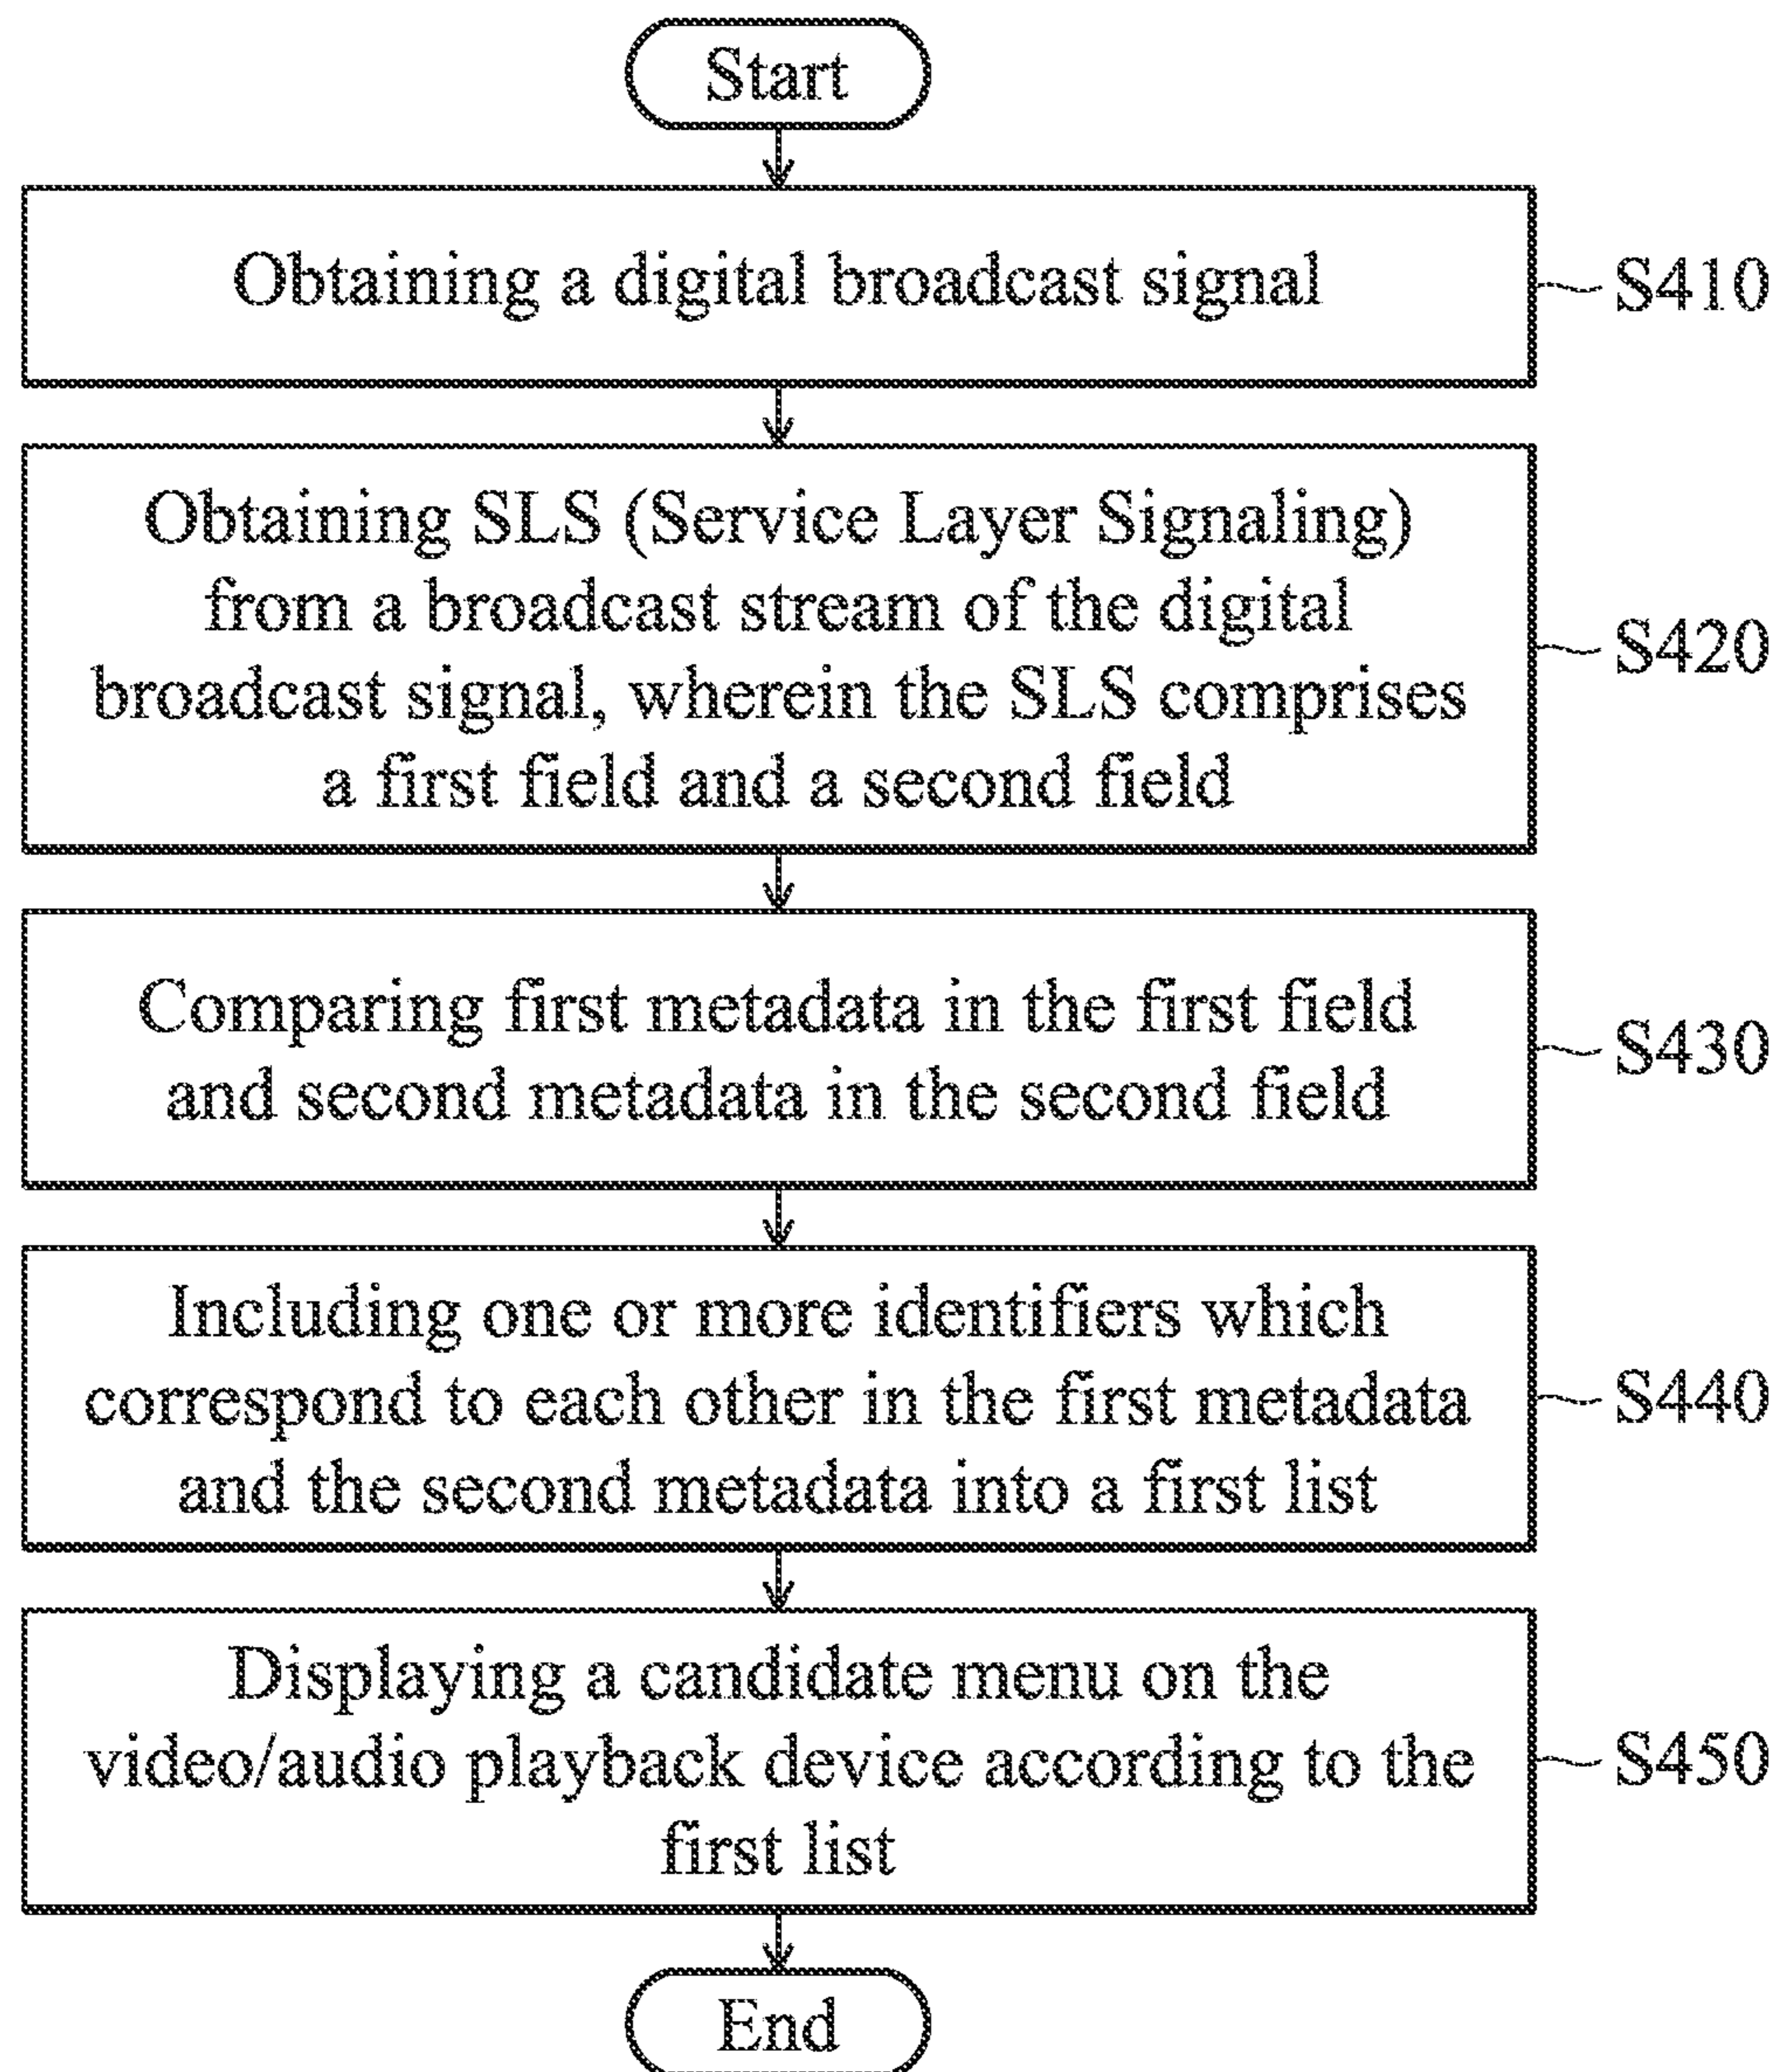 Start
Obtaining a digital broadcast signal
S410
Obtaining SLS (Service Layer Signaling)
from a broadcast stream of the digital
broadcast signal, wherein the SLS comprises
a first field and a second field
S420
Comparing first metadata in the first field
and second metadata in the second field
S430
Including one or more identifiers which
correspond to each other in the first metadata
and the second metadata into a first list
S440
Displaying a candidate menu on the
video/audio playback device according to the
first list
S450
End